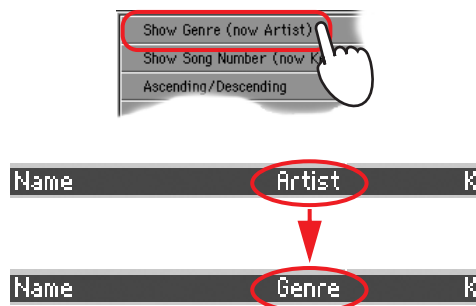 Show Genre (now Artist)
Show Song Number (now K
Ascending/Descending
Name Artist K
Name Genre K